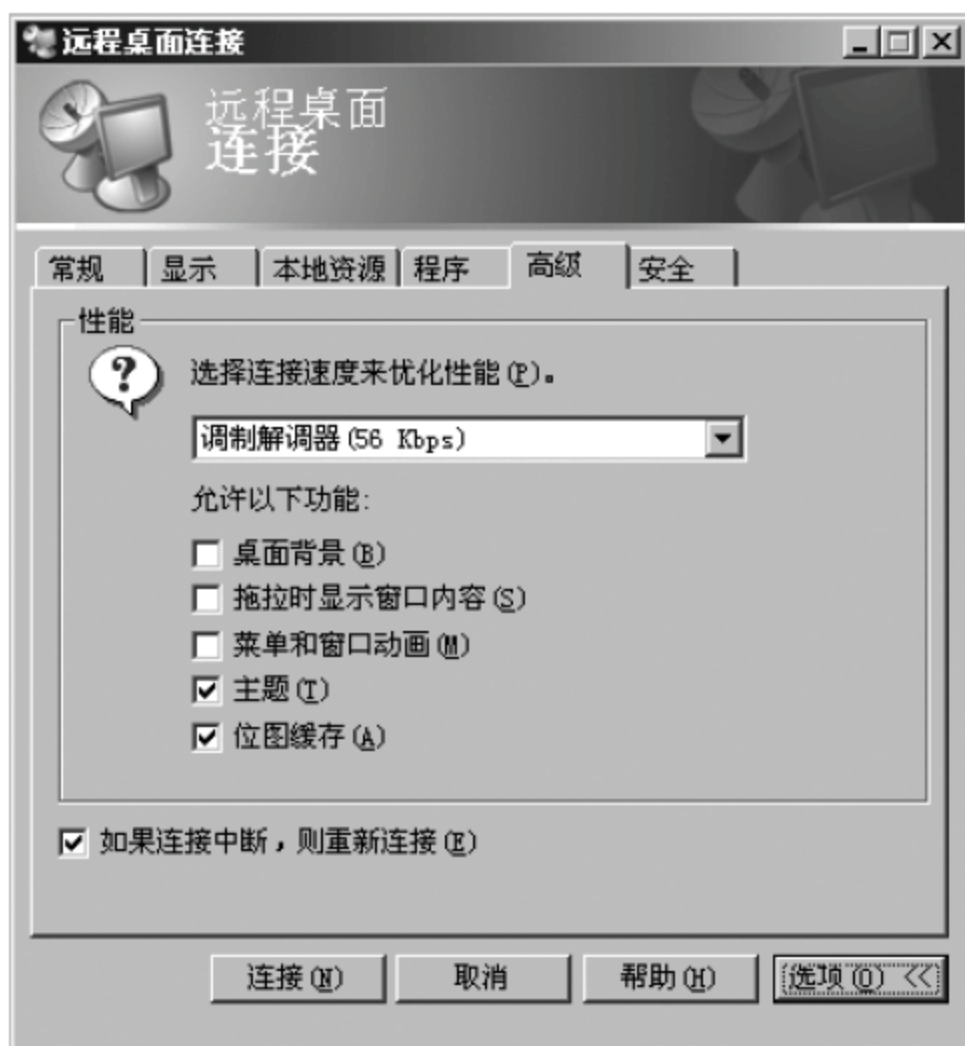 远程桌面连接
远程桌面
连接
常规 显示 本地资源 程序 高级 安全
性能
?
选择连接速度来优化性能(P)。
调制解调器(56 Kbps)
允许以下功能:
桌面背景(B)
拖拉时显示窗口内容(S)
菜单和窗口动画(M)
主题(T)
位图缓存(A)
如果连接中断，则重新连接(E)
连接(N) 取消 帮助(H) 选项(O) <<